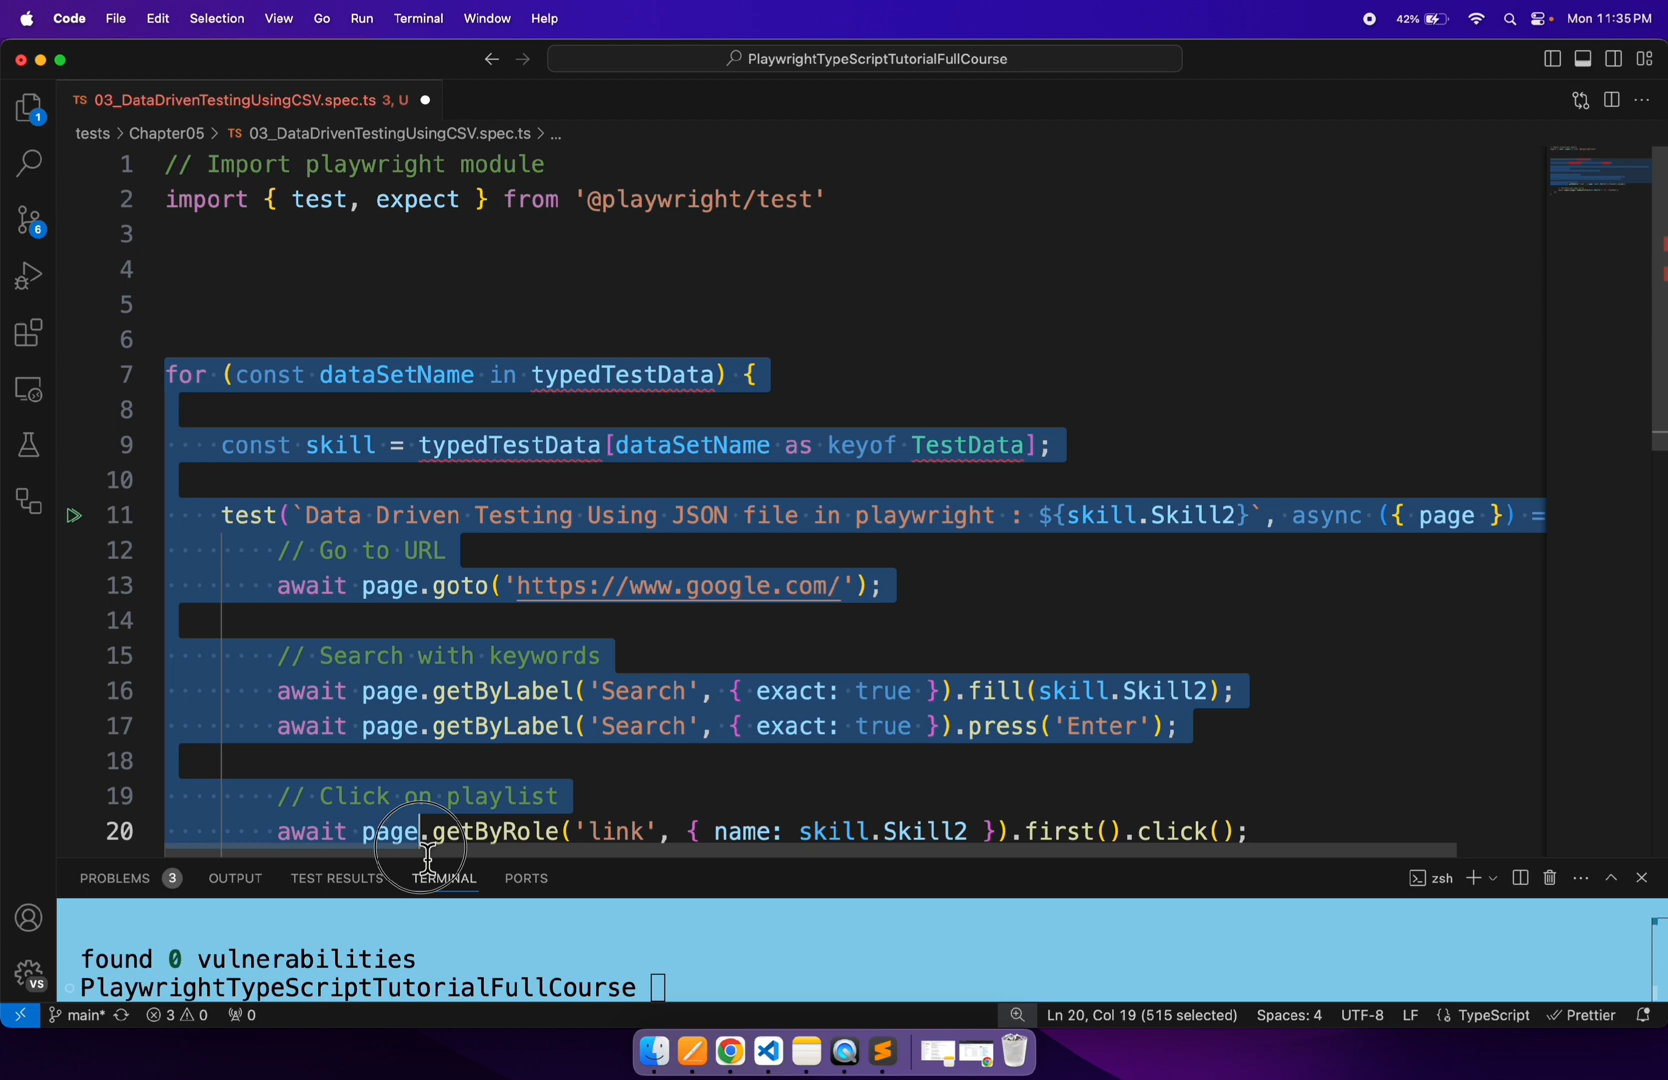 Code File Edit Selection View Go Run Terminal Window Help 42% Mon 11:35PM
PlaywrightTypeScriptTutorialFullCourse
TS 03_DataDrivenTestingUsingCSV.spec.ts 3, U
tests > Chapter05 > TS 03_DataDrivenTestingUsingCSV.spec.ts > ...
1 // Import playwright module
2 import { test, expect } from '@playwright/test'
3
4
5
6
7 for (const dataSetName in typedTestData) {
8
9 const skill = typedTestData[dataSetName as keyof TestData];
10
11 test(`Data Driven Testing Using JSON file in playwright : ${skill.Skill2}`, async ({ page }) =
12 // Go to URL
13 await page.goto('https://www.google.com/');
14
15 // Search with keywords
16 await page.getByLabel('Search', { exact: true }).fill(skill.Skill2);
17 await page.getByLabel('Search', { exact: true }).press('Enter');
18
19 // Click on playlist
20 await page.getByRole('link', { name: skill.Skill2 }).first().click();
1
6
VS
PROBLEMS 3 OUTPUT TEST RESULTS TERMINAL PORTS zsh
found 0 vulnerabilities
PlaywrightTypeScriptTutorialFullCourse
main* 3 0 0 Ln 20, Col 19 (515 selected) Spaces: 4 UTF-8 LF {} TypeScript Prettier